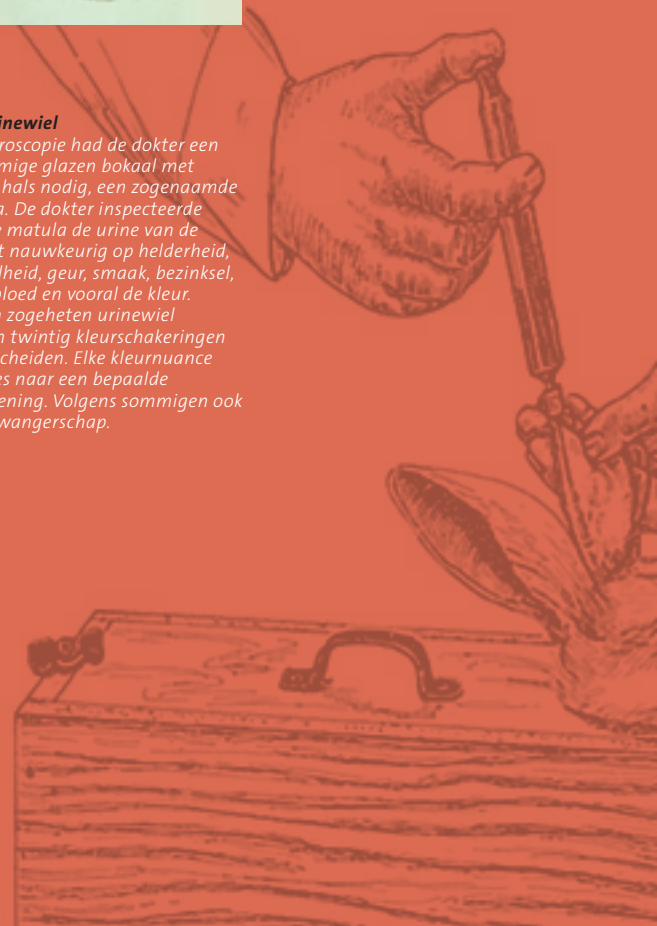 inewiel
roscopie had de dokter een
mige glazen bokaal met
hals nodig, een zogenaamde
a. De dokter inspecteerde
e matula de urine van de
t nauwkeurig op helderheid,
lheid, geur, smaak, bezinksel,
bloed en vooral de kleur.
n zogeheten urinewiel
n twintig kleurschakeringen
cheiden. Elke kleurnuance
es naar een bepaalde
ening. Volgens sommigen ook
wangerschap.